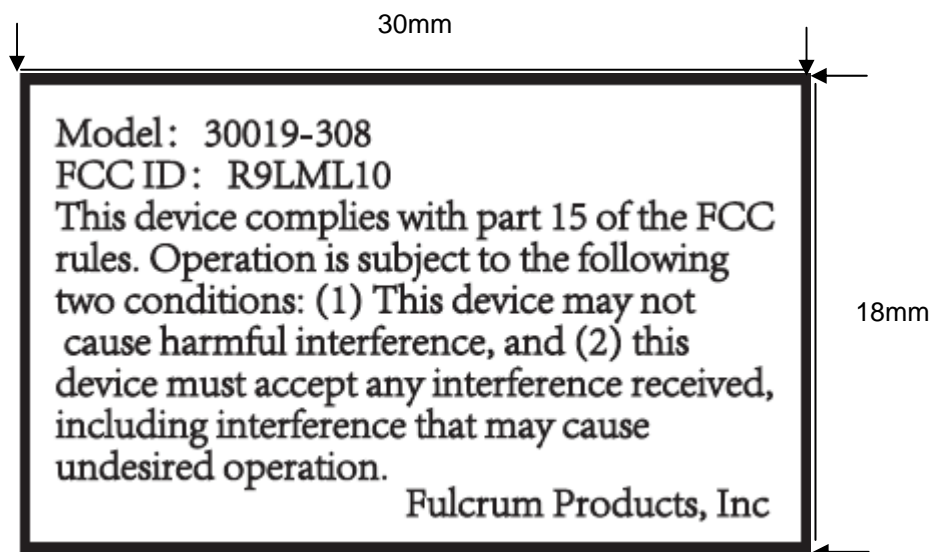 30mm
Model: 30019-308
FCC ID: R9LML10
This device complies with part 15 of the FCC
rules. Operation is subject to the following
two conditions: (1) This device may not
cause harmful interference, and (2) this
device must accept any interference received,
including interference that may cause
undesired operation.
Fulcrum Products, Inc
18mm